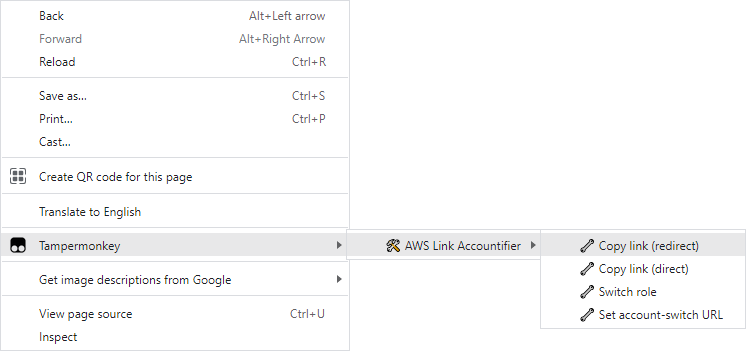 Back Alt+Left arrow
Forward Alt+Right Arrow
Reload Ctrl+R
Save as... Ctrl+S
Print... Ctrl+P
Cast...
Create QR code for this page
Translate to English
Tampermonkey AWS Link Accountifier Copy link (redirect)
Copy link (direct)
Get image descriptions from Google
Switch role
View page source Ctrl+U Set account-switch URL
Inspect